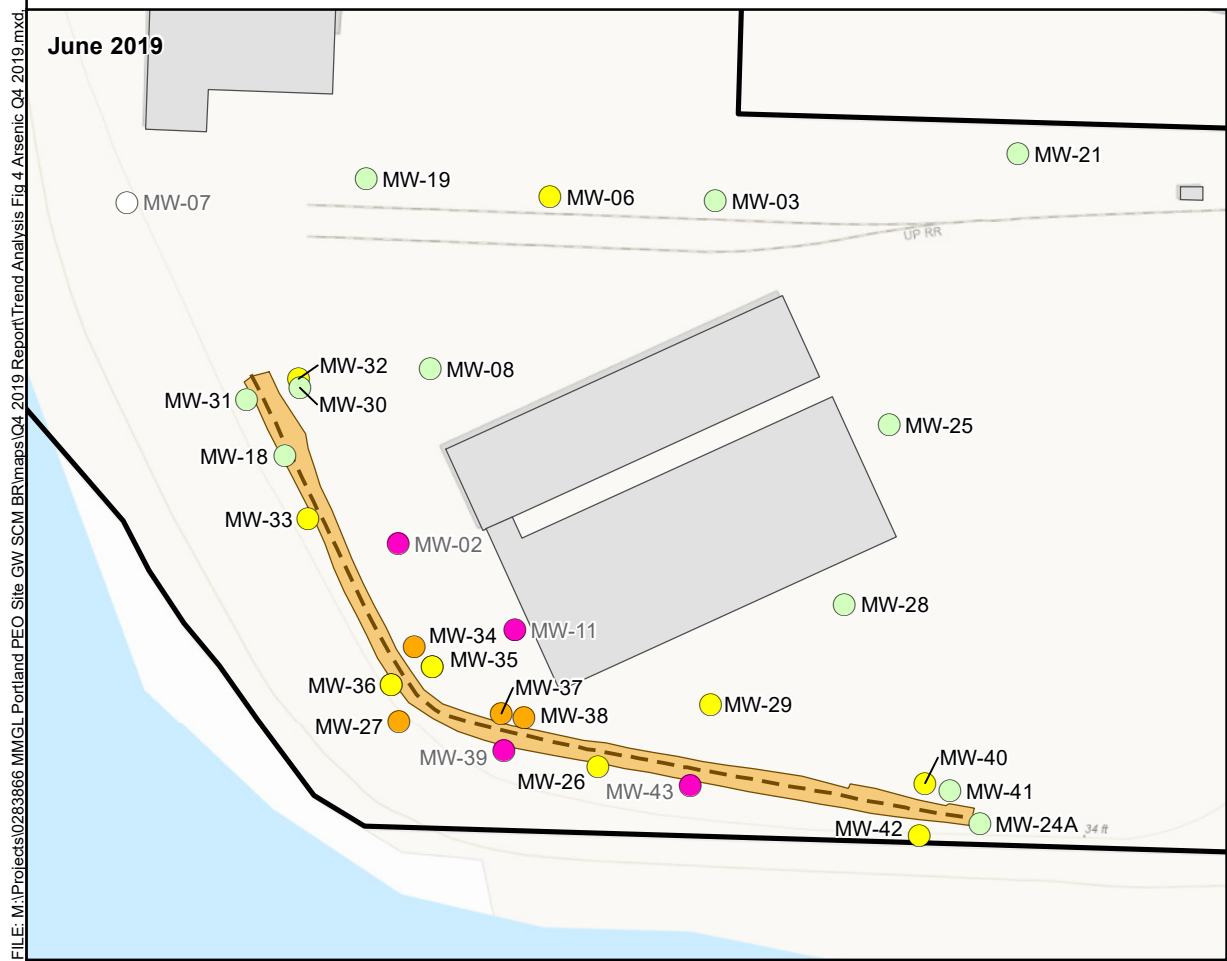 FILE: M:\Projects\0283866 MMGL Portland PEO Site GW SCM BR\maps\Q4 2019 Report\Trend Analysis Fig 4 Arsenic Q4 2019.mxd,
June 2019
MW-21
MW-19
MW-06
MW-03
MW-07
UP RR
MW-32
MW-08
MW-31
MW-30
MW-25
MW-18
MW-33
MW-02
MW-28
MW-11
MW-34
MW-35
MW-36
MW-37
MW-29
MW-38
MW-27
MW-39
MW-40
MW-26
MW-43
MW-41
MW-24A
MW-42
34 ft